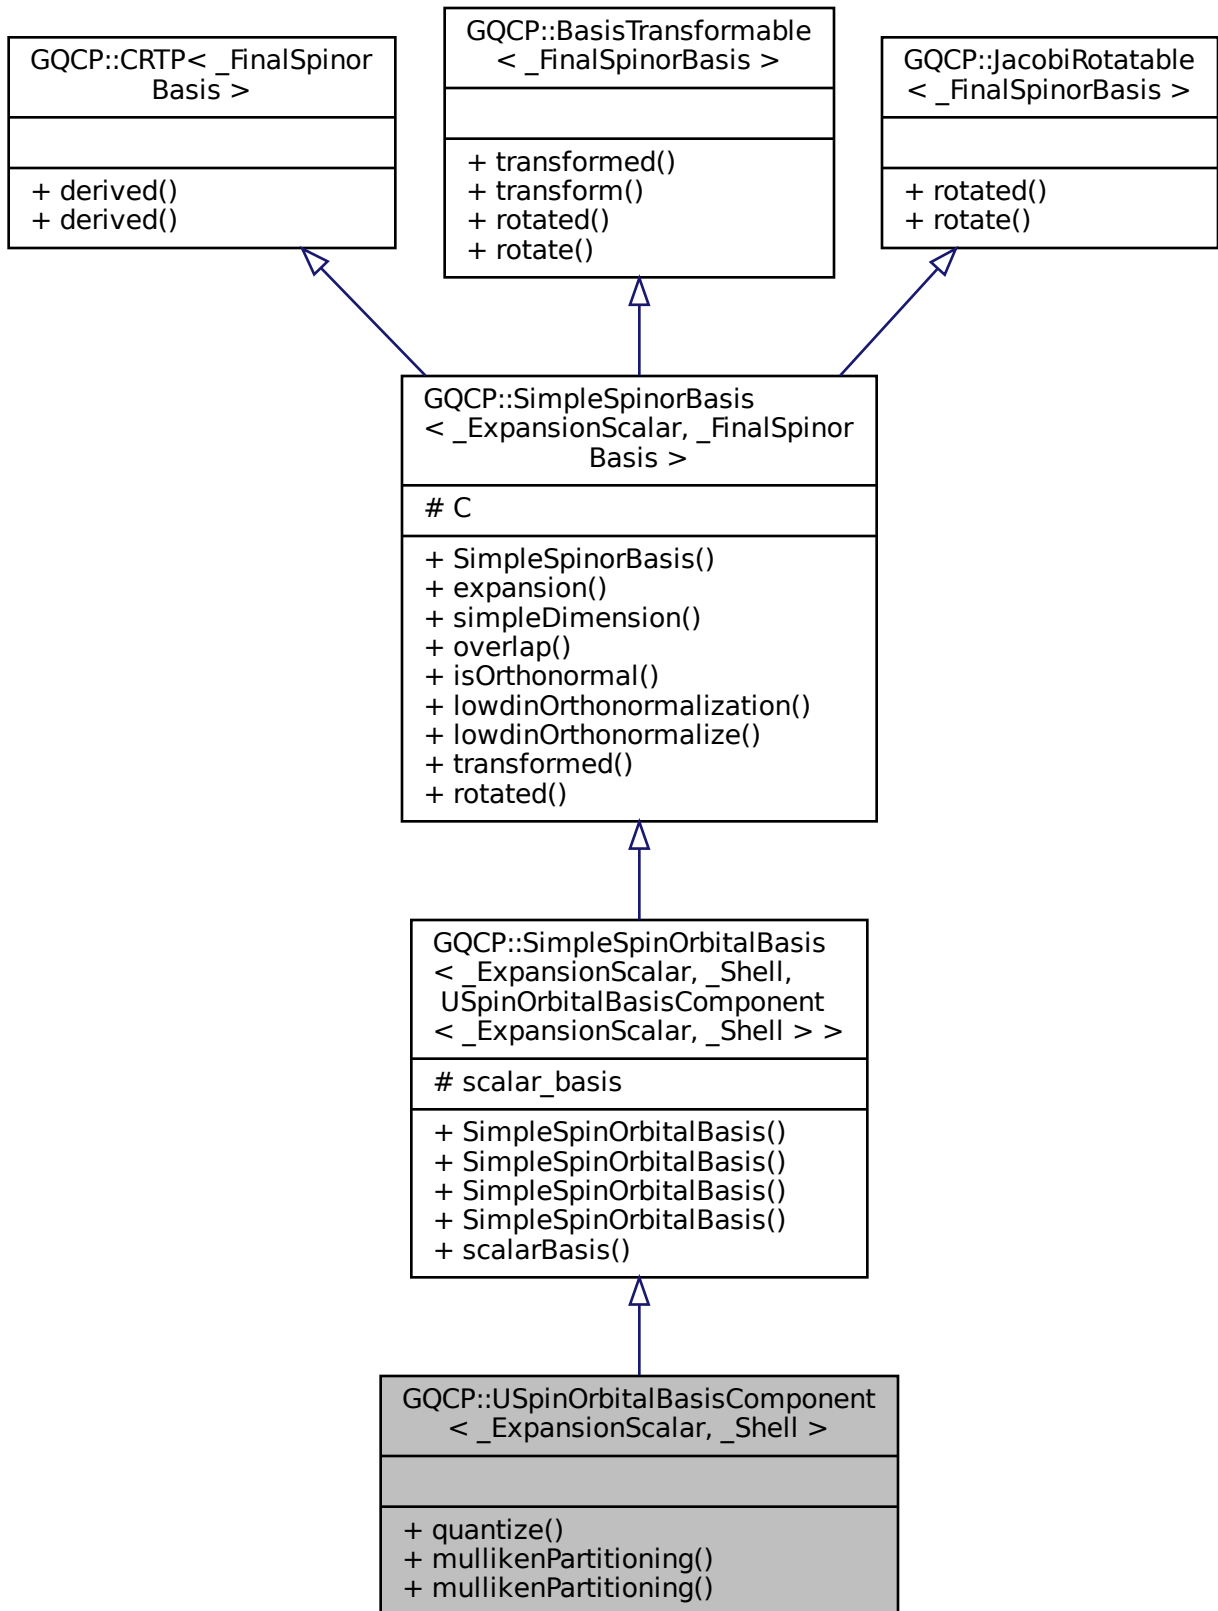 GQCP::CRTP< _FinalSpinor
Basis >
+ derived()
+ derived()
GQCP::BasisTransformable
< _FinalSpinorBasis >
+ transformed()
+ transform()
+ rotated()
+ rotate()
GQCP::JacobiRotatable
< _FinalSpinorBasis >
+ rotated()
+ rotate()
GQCP::SimpleSpinorBasis
< _ExpansionScalar, _FinalSpinor
Basis >
# C
+ SimpleSpinorBasis()
+ expansion()
+ simpleDimension()
+ overlap()
+ isOrthonormal()
+ lowdinOrthonormalization()
+ lowdinOrthonormalize()
+ transformed()
+ rotated()
GQCP::SimpleSpinOrbitalBasis
< _ExpansionScalar, _Shell,
USpinOrbitalBasisComponent
< _ExpansionScalar, _Shell > >
# scalar_basis
+ SimpleSpinOrbitalBasis()
+ SimpleSpinOrbitalBasis()
+ SimpleSpinOrbitalBasis()
+ SimpleSpinOrbitalBasis()
+ scalarBasis()
GQCP::USpinOrbitalBasisComponent
< _ExpansionScalar, _Shell >
+ quantize()
+ mullikenPartitioning()
+ mullikenPartitioning()